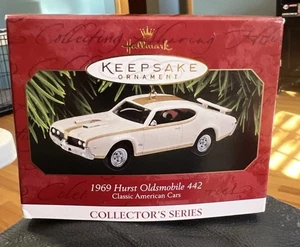 Hallmark
KEEPSAKE
ORNAMENT
1969 Hurst Oldsmobile 442
Classic American Cars
COLLECTOR'S SERIES